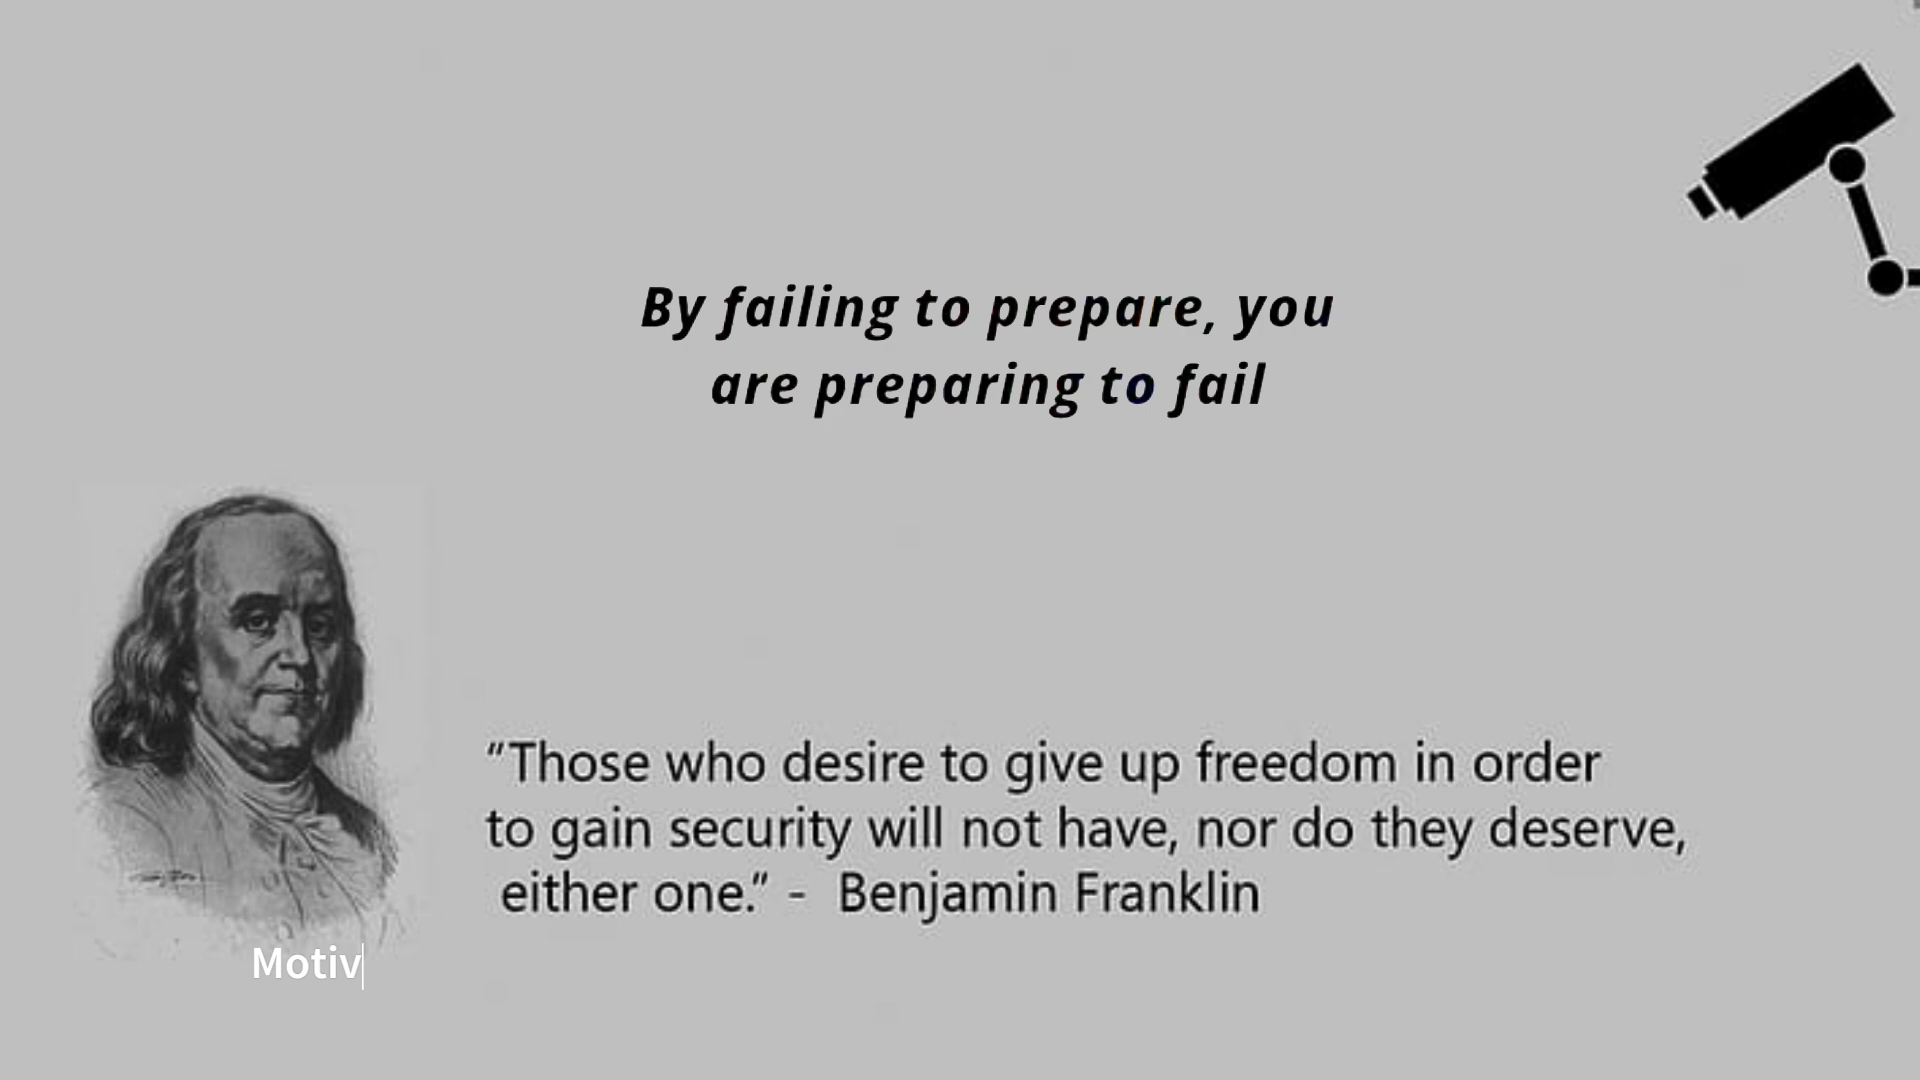 By failing to prepare, you
are preparing to fail
“Those who desire to give up freedom in order
to gain security will not have, nor do they deserve,
either one.” - Benjamin Franklin
Motiv